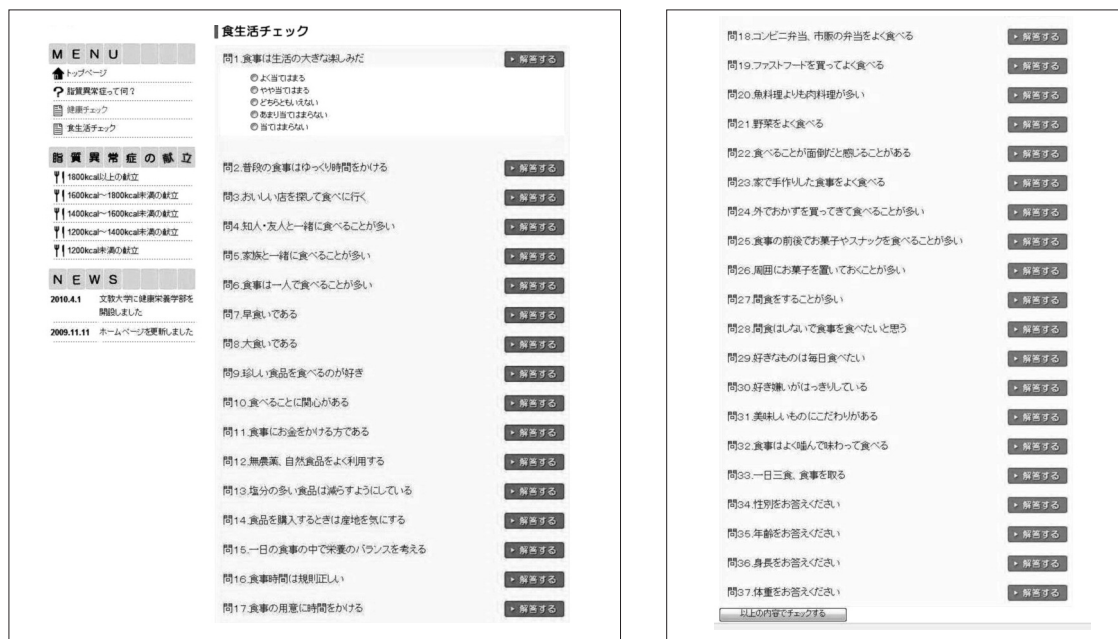 MENU
トップページ
脂質異常症って何？
健康チェック
食生活チェック
脂質異常症の献立
1800kcal以上の献立
1600kcal～1800kcal未満の献立
1400kcal～1600kcal未満の献立
1200kcal～1400kcal未満の献立
1200kcal未満の献立
NEWS
2010.4.1 文教大学に健康栄養学部を
開設しました
2009.11.11 ホームページを更新しました
食生活チェック
問1.食事は生活の大きな楽しみだ 解答する
よく当てはまる
やや当てはまる
どちらともいえない
あまり当てはまらない
当てはまらない
問2.普段の食事はゆっくり時間をかける 解答する
問3.おいしい店を探して食べに行く 解答する
問4.知人・友人と一緒に食べることが多い 解答する
問5.家族と一緒に食べることが多い 解答する
問6.食事は一人で食べることが多い 解答する
問7.早食いである 解答する
問8.大食いである 解答する
問9.珍しい食品を食べるのが好き 解答する
問10.食べることに関心がある 解答する
問11.食事にお金をかける方である 解答する
問12.無農薬、自然食品をよく利用する 解答する
問13.塩分の多い食品は減らすようにしている 解答する
問14.食品を購入するときは産地を気にする 解答する
問15.一日の食事の中で栄養のバランスを考える 解答する
問16.食事時間は規則正しい 解答する
問17.食事の用意に時間をかける 解答する
問18.コンビニ弁当、市販の弁当をよく食べる 解答する
問19.ファストフードを買ってよく食べる 解答する
問20.魚料理よりも肉料理が多い 解答する
問21.野菜をよく食べる 解答する
問22.食べることが面倒だと感じることがある 解答する
問23.家で手作りした食事をよく食べる 解答する
問24.外でおかずを買ってきて食べることが多い 解答する
問25.食事の前後でお菓子やスナックを食べることが多い 解答する
問26.周囲にお菓子を置いておくことが多い 解答する
問27.間食をすることが多い 解答する
問28.間食はしないで食事を食べたいと思う 解答する
問29.好きなものは毎日食べたい 解答する
問30.好き嫌いがはっきりしている 解答する
問31.美味しいものにこだわりがある 解答する
問32.食事はよく噛んで味わって食べる 解答する
問33.一日三食、食事を取る 解答する
問34.性別をお答えください 解答する
問35.年齢をお答えください 解答する
問36.身長をお答えください 解答する
問37.体重をお答えください 解答する
以上の内容でチェックする